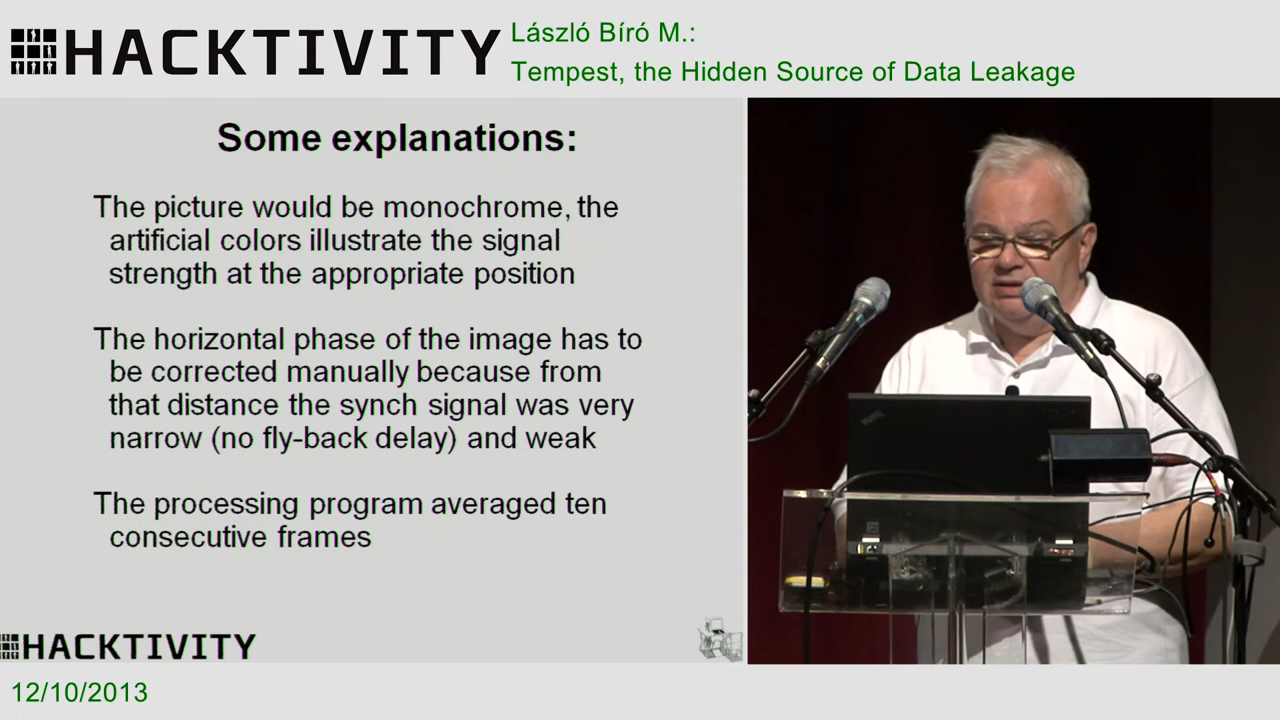 HACKTIVITY
László Bíró M.:
Tempest, the Hidden Source of Data Leakage
Some explanations:
The picture would be monochrome, the
artificial colors illustrate the signal
strength at the appropriate position
The horizontal phase of the image has to
be corrected manually because from
that distance the synch signal was very
narrow (no fly-back delay) and weak
The processing program averaged ten
consecutive frames
HACKTIVITY
12/10/2013